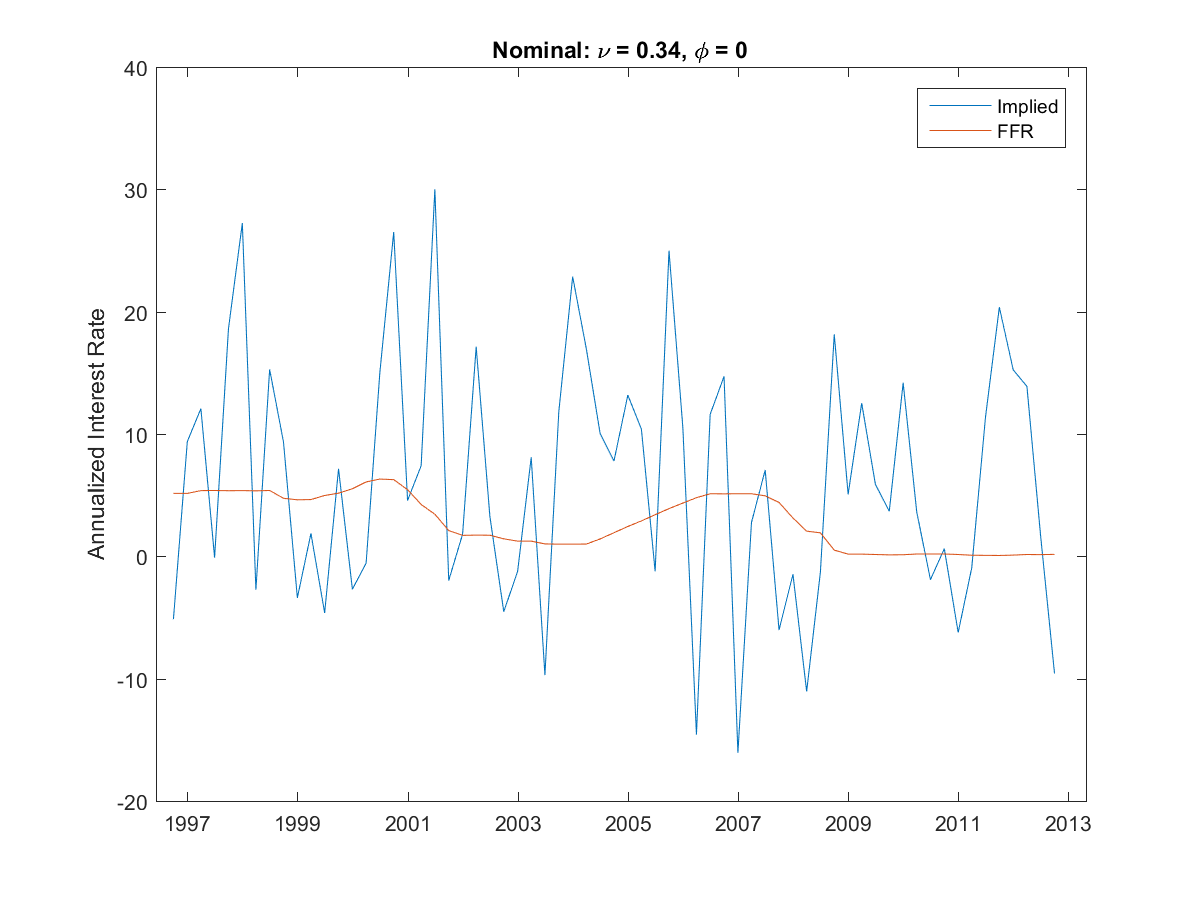 Nominal: ν = 0.34, ϕ = 0
40
30
20
10
0
-10
-20
Annualized Interest Rate
Implied
FFR
1997 1999 2001 2003 2005 2007 2009 2011 2013